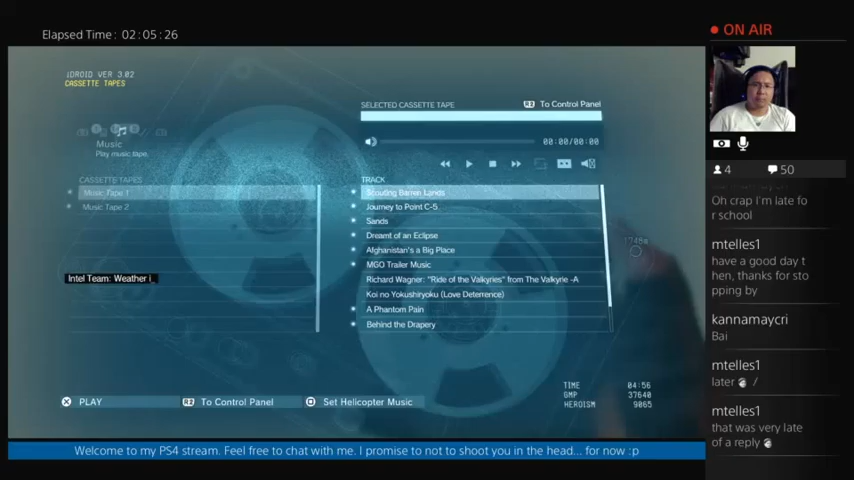 Elapsed Time: 02:05:26
ON AIR
iDROID VER 3.02
CASSETTE TAPES
SELECTED CASSETTE TAPE
R2 To Control Panel
00:00/00:00
Music
Play music tape.
CASSETTE TAPES
Music Tape 1
Music Tape 2
TRACK
Scouting Barren Lands
Journey to Point C-5
Sands
Dreamt of an Eclipse
Afghanistan's a Big Place
MGO Trailer Music
Richard Wagner: "Ride of the Valkyries" from The Valkyrie -A
Koi no Yokushiryoku (Love Deterrence)
A Phantom Pain
Behind the Drapery
Intel Team: Weather i_
TIME 04:56
GMP 37640
HEROISM 9065
PLAY
R2 To Control Panel
Set Helicopter Music
Welcome to my PS4 stream. Feel free to chat with me. I promise to not to shoot you in the head... for now :p
4
50
Oh crap I'm late fo
r school
mtelles1
have a good day t
hen, thanks for sto
pping by
kannamaycri
Bai
mtelles1
later /
mtelles1
that was very late
of a reply